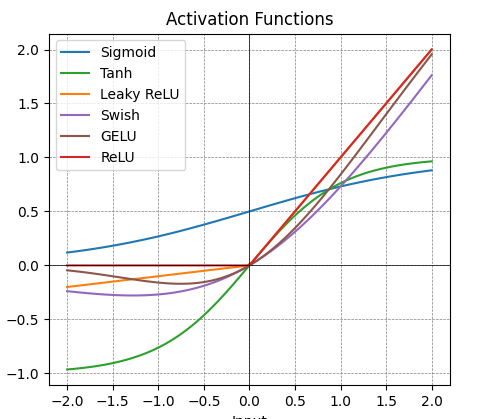 Activation Functions
2.0
1.5
1.0
0.5
0.0
−0.5
−1.0
Sigmoid
Tanh
Leaky ReLU
Swish
GELU
ReLU
−2.0 −1.5 −1.0 −0.5 0.0 0.5 1.0 1.5 2.0
Input